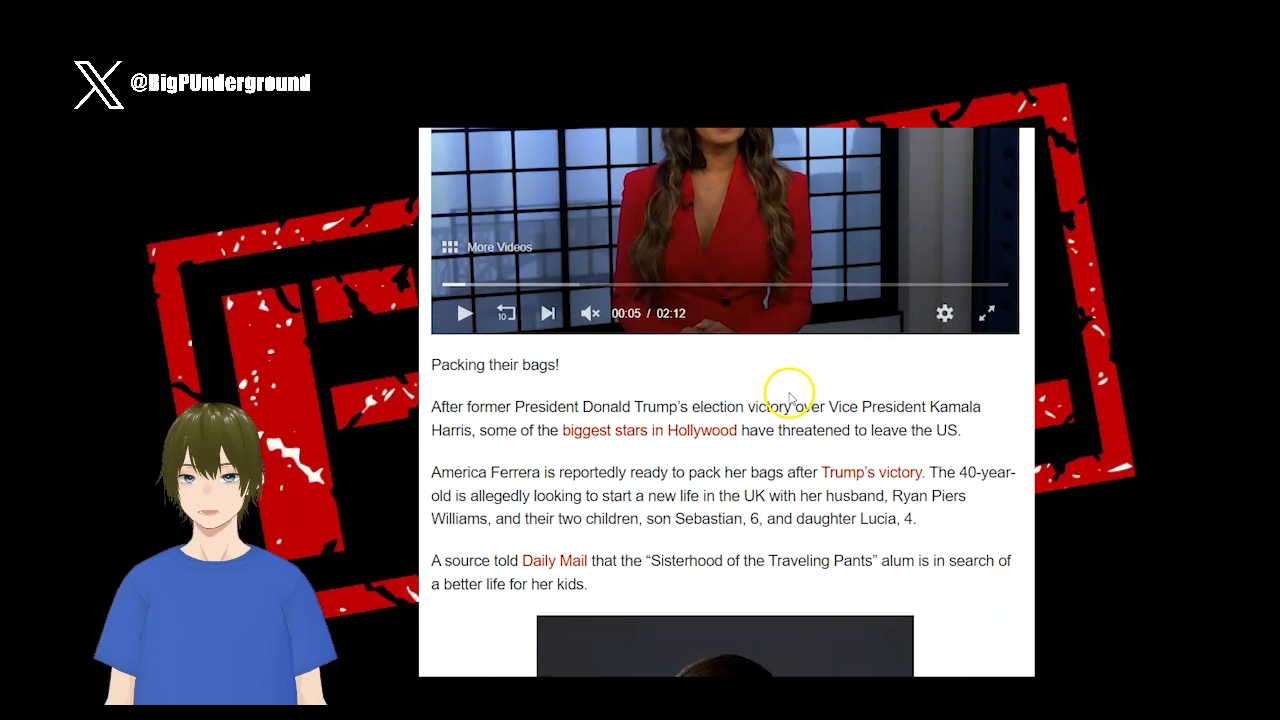 @BigPUnderground
More Videos
10
00:05 / 02:12
Packing their bags!
After former President Donald Trump’s election victory over Vice President Kamala
Harris, some of the biggest stars in Hollywood have threatened to leave the US.
America Ferrera is reportedly ready to pack her bags after Trump’s victory. The 40-year-
old is allegedly looking to start a new life in the UK with her husband, Ryan Piers
Williams, and their two children, son Sebastian, 6, and daughter Lucia, 4.
A source told Daily Mail that the “Sisterhood of the Traveling Pants” alum is in search of
a better life for her kids.